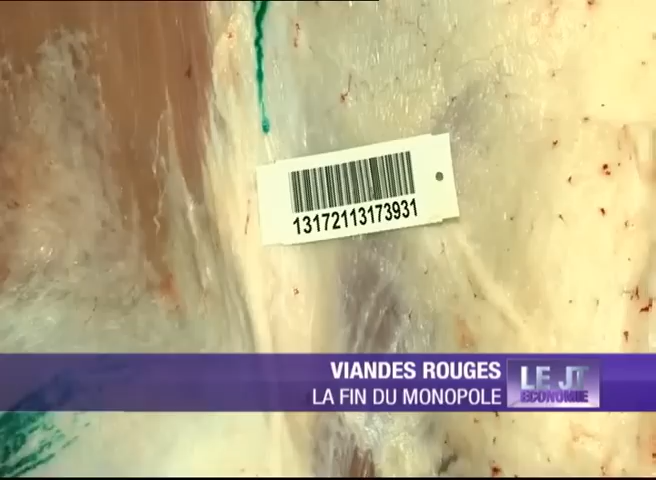 13172113173931
VIANDES ROUGES
LA FIN DU MONOPOLE
LE JT
ECONOMIE